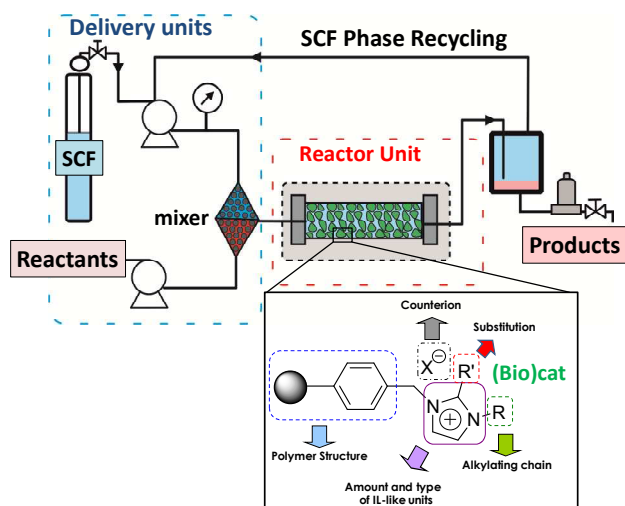 Delivery units
SCF Phase Recycling
SCF
Reactor Unit
mixer
Reactants
Products
Counterion
Substitution
X⊖
R'
(Bio)cat
N
+
N
R
Polymer Structure
Alkylating chain
Amount and type
of IL-like units